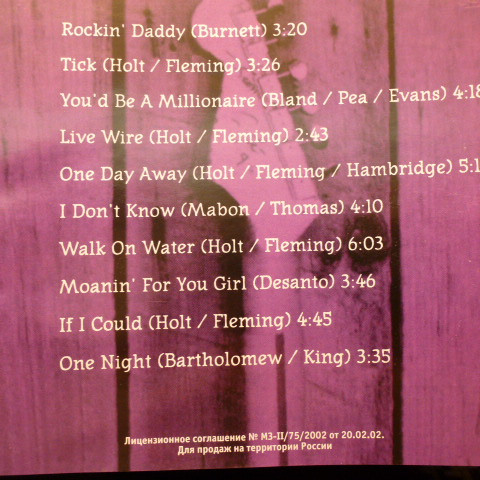 Rockin' Daddy (Burnett) 3:20
Tick (Holt / Fleming) 3:26
You'd Be A Millionaire (Bland / Pea / Evans) 4:18
Live Wire (Holt / Fleming) 2:43
One Day Away (Holt / Fleming / Hambridge) 5:1
I Don't Know (Mabon / Thomas) 4:10
Walk On Water (Holt / Fleming) 6:03
Moanin' For You Girl (Desanto) 3:46
If I Could (Holt / Fleming) 4:45
One Night (Bartholomew / King) 3:35
Лицензионное соглашение № МЗ-II/75/2002 от 20.02.02.
Для продаж на территории России